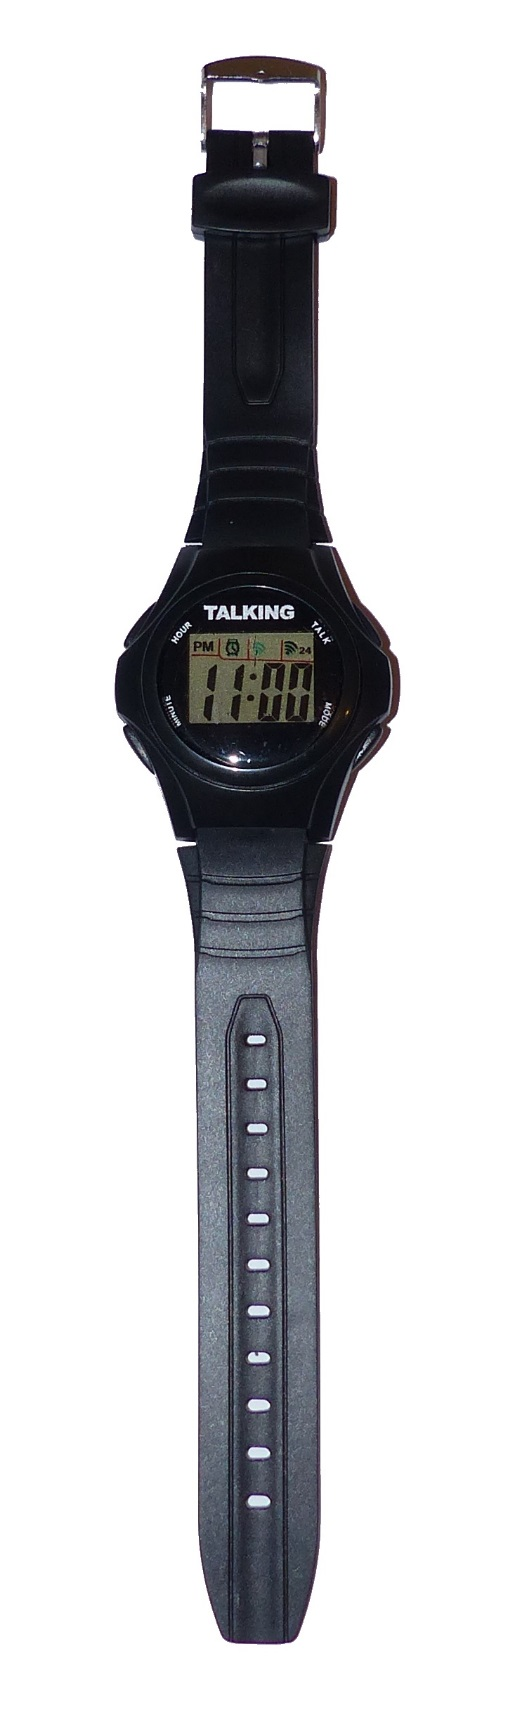 TALKING
HOUR TALK
PM 24
11:00
MINUTE MODE